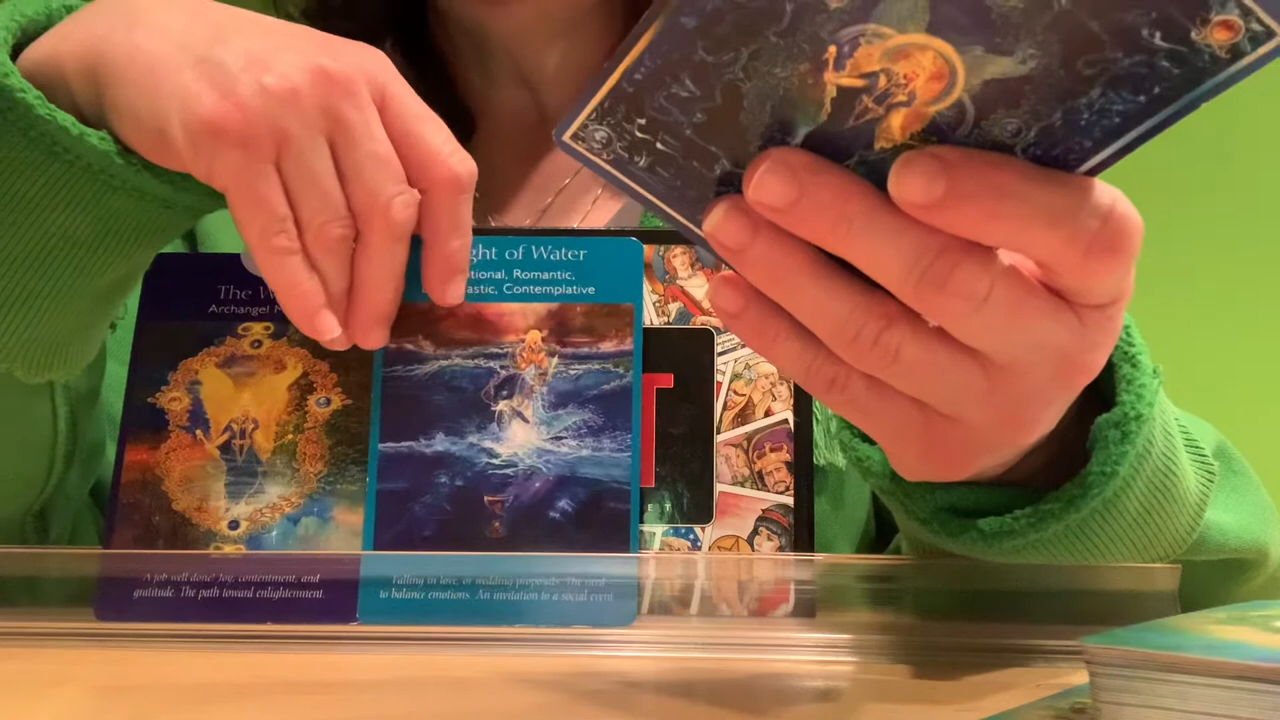 The W
Archangel M
A job well done! Joy, contentment, and
gratitude. The path toward enlightenment.
ght of Water
tional, Romantic,
astic, Contemplative
Falling in love, or wedding proposals. The need
to balance emotions. An invitation to a social event
T
ET